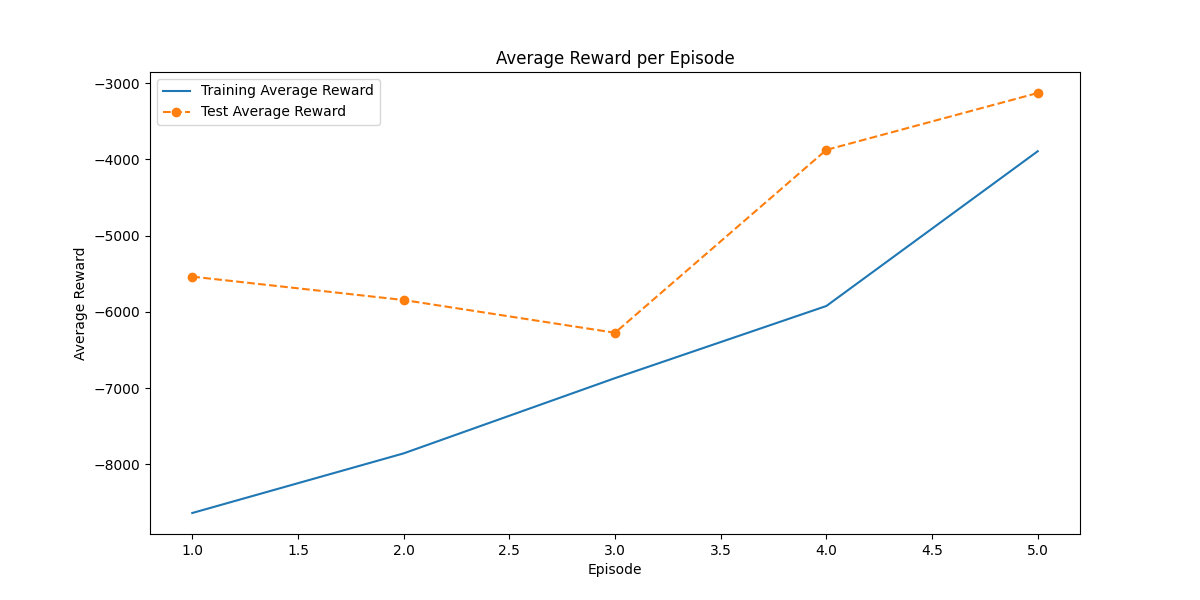 Average Reward per Episode
Training Average Reward
Test Average Reward
Average Reward
−3000
−4000
−5000
−6000
−7000
−8000
1.0 1.5 2.0 2.5 3.0 3.5 4.0 4.5 5.0
Episode